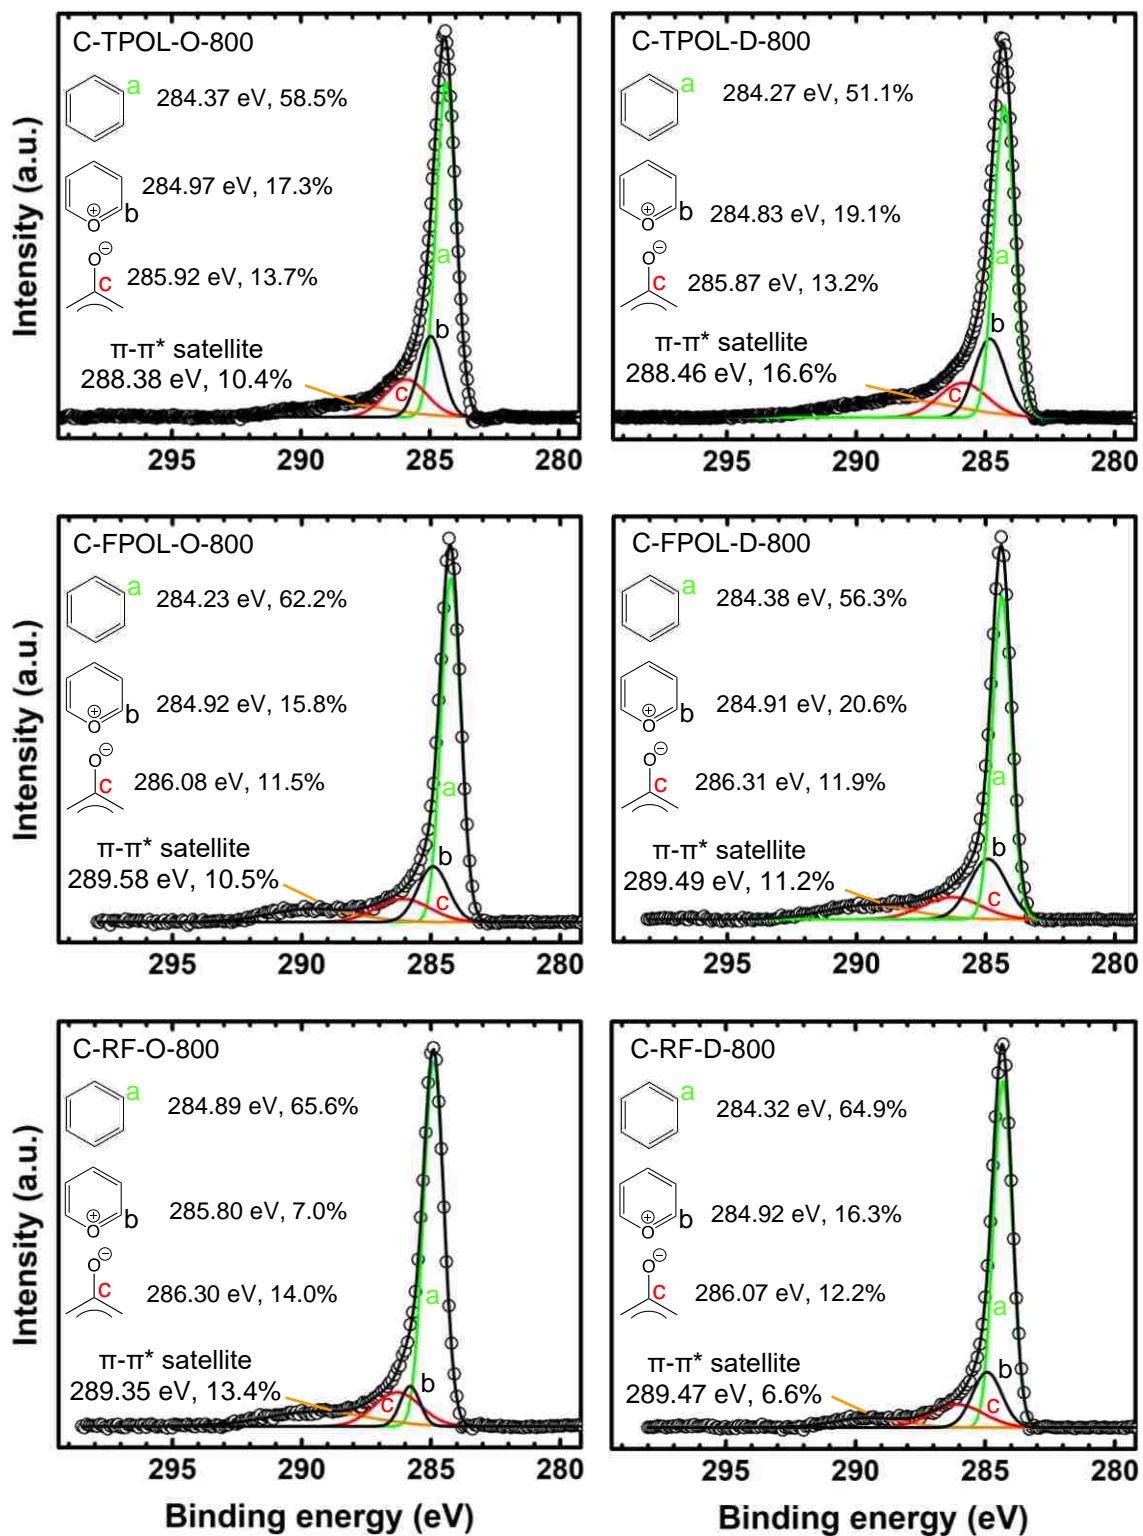 C-TPOL-O-800
a
284.37 eV, 58.5%
284.97 eV, 17.3%
⊕
O
b
O⊖
c
285.92 eV, 13.7%
π-π* satellite
288.38 eV, 10.4%
a
b
c
295 290 285 280
Intensity (a.u.)
C-TPOL-D-800
a
284.27 eV, 51.1%
⊕
O
b
284.83 eV, 19.1%
O⊖
c
285.87 eV, 13.2%
π-π* satellite
288.46 eV, 16.6%
a
b
c
295 290 285 280
C-FPOL-O-800
a
284.23 eV, 62.2%
284.92 eV, 15.8%
⊕
O
b
O⊖
c
286.08 eV, 11.5%
π-π* satellite
289.58 eV, 10.5%
a
b
c
295 290 285 280
Intensity (a.u.)
C-FPOL-D-800
a
284.38 eV, 56.3%
284.91 eV, 20.6%
⊕
O
b
O⊖
c
286.31 eV, 11.9%
π-π* satellite
289.49 eV, 11.2%
a
b
c
295 290 285 280
C-RF-O-800
a
284.89 eV, 65.6%
285.80 eV, 7.0%
⊕
O
b
O⊖
c
286.30 eV, 14.0%
π-π* satellite
289.35 eV, 13.4%
a
b
c
295 290 285 280
Intensity (a.u.)
Binding energy (eV)
C-RF-D-800
a
284.32 eV, 64.9%
284.92 eV, 16.3%
⊕
O
b
O⊖
c
286.07 eV, 12.2%
π-π* satellite
289.47 eV, 6.6%
a
b
c
295 290 285 280
Binding energy (eV)